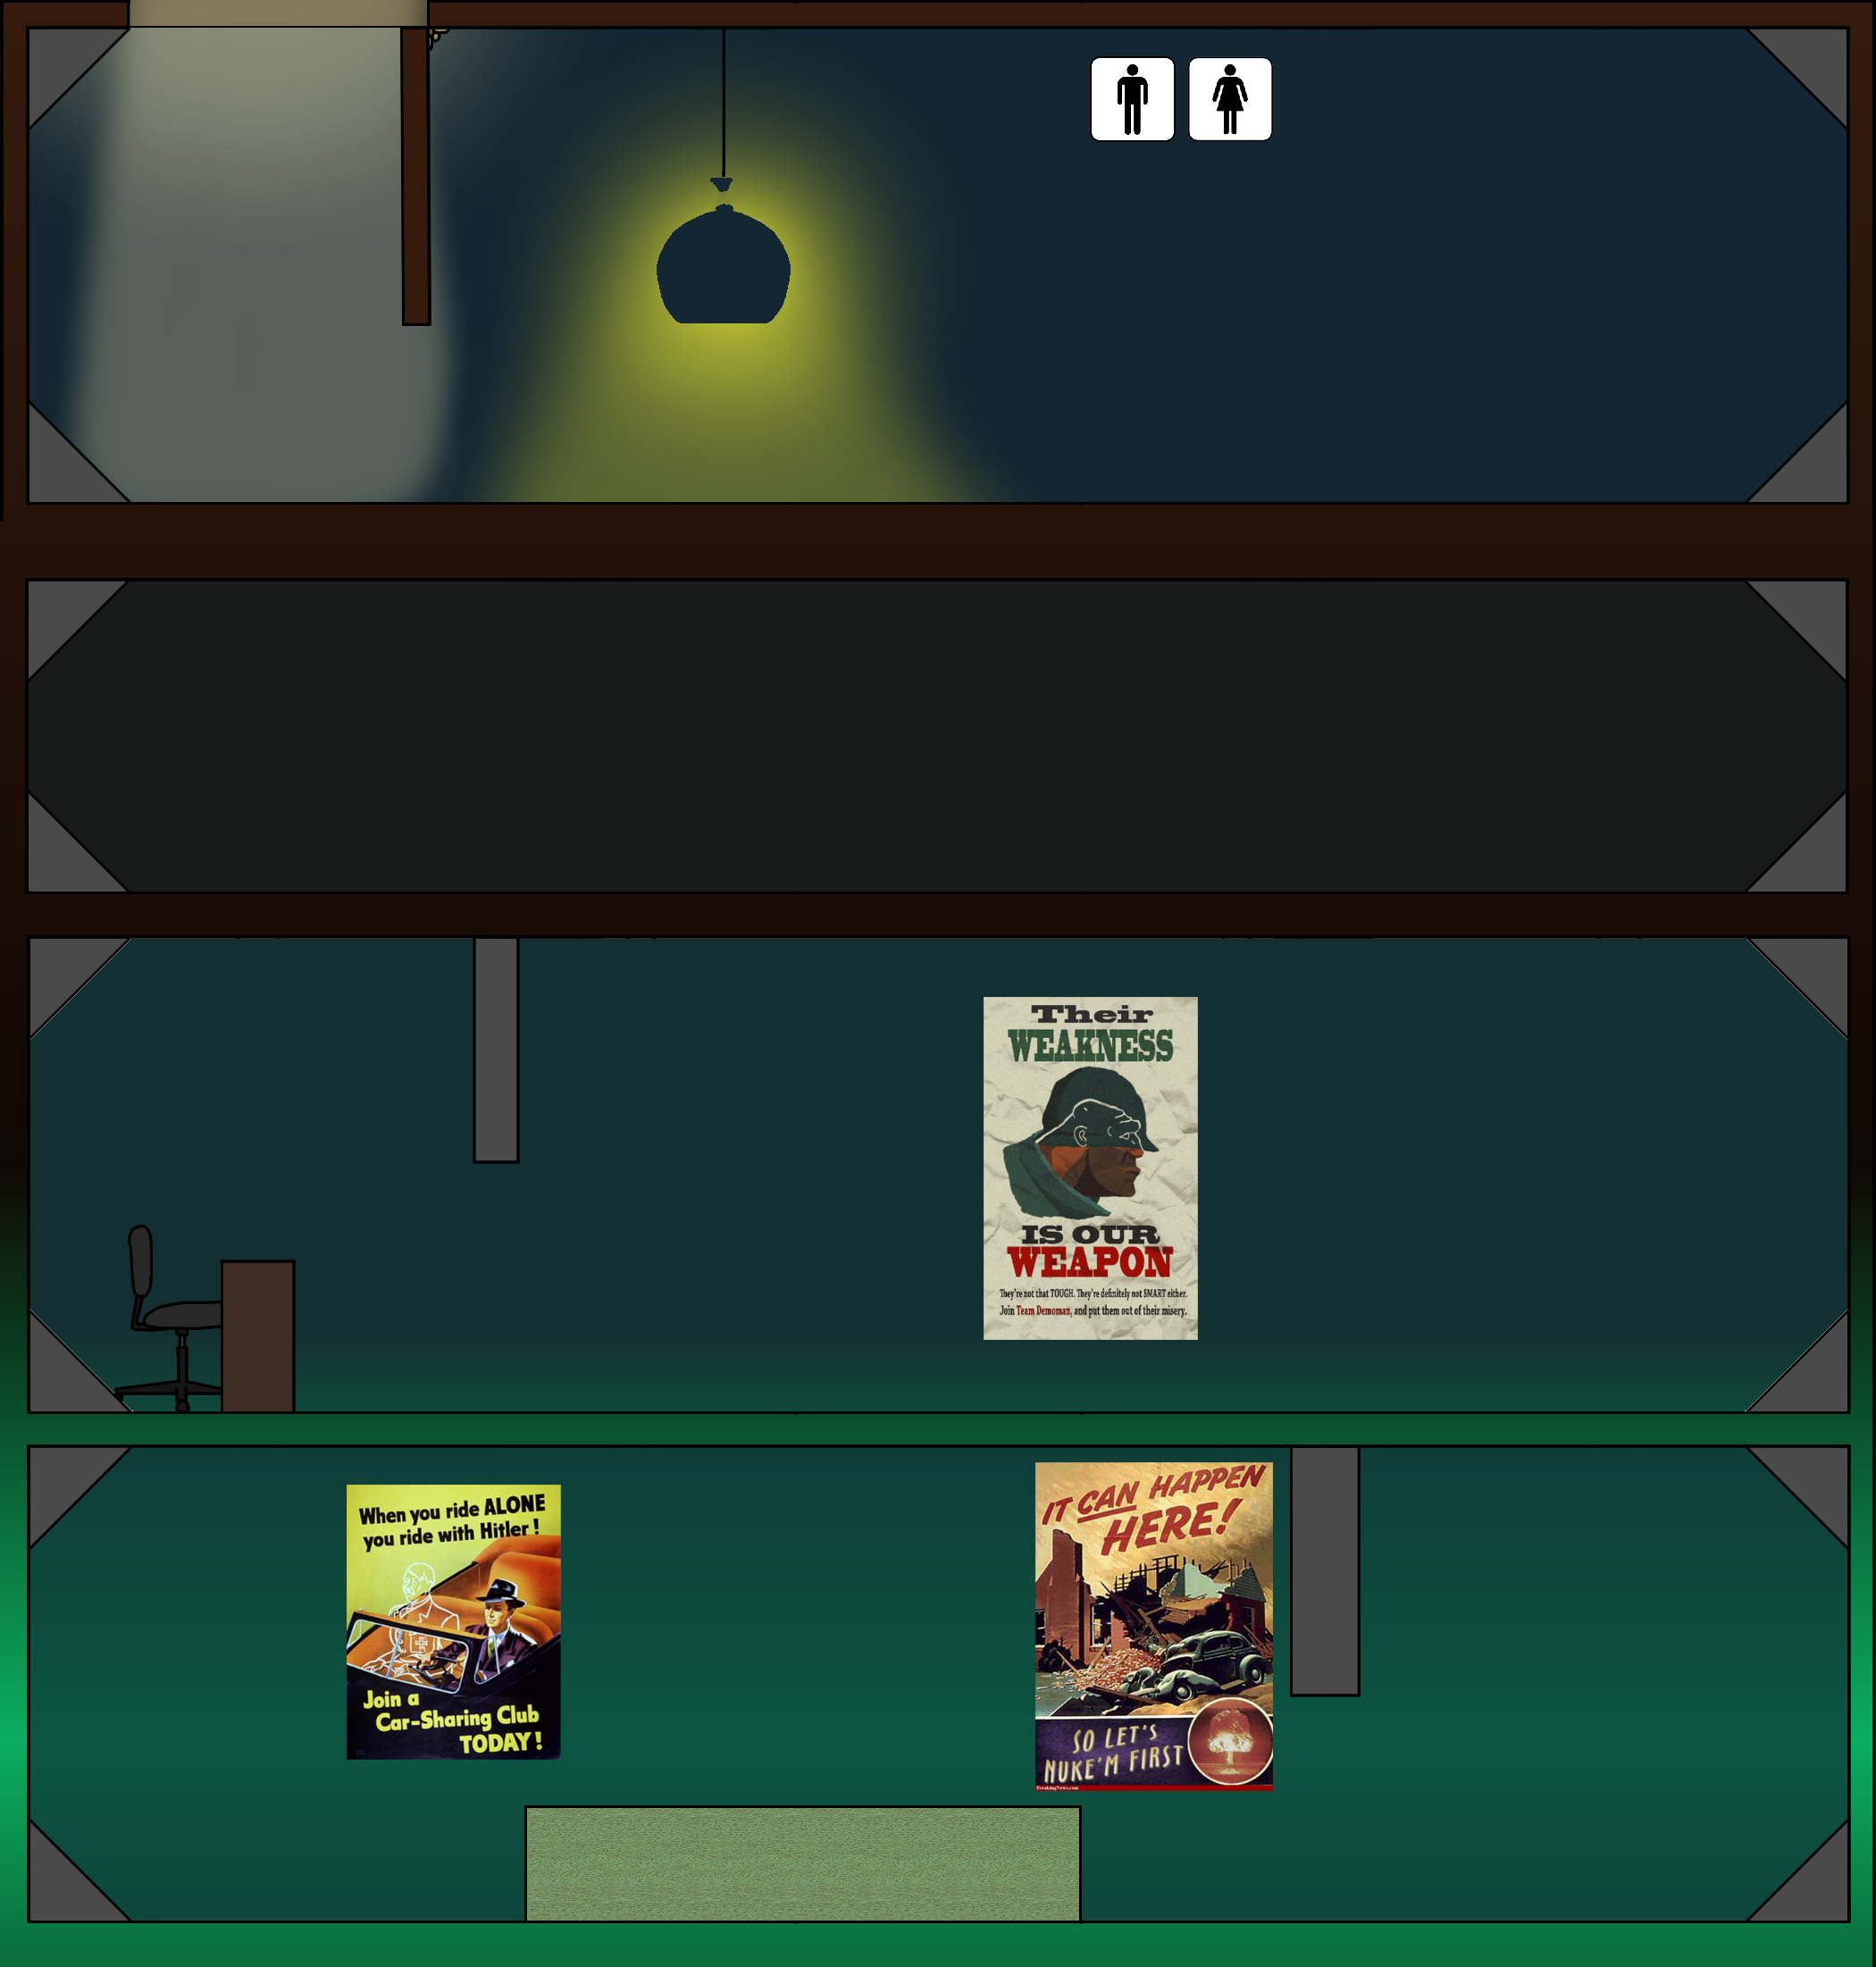 Their
WEAKNESS
IS OUR
WEAPON
They're not that TOUGH. They're definitely not SMART either.
Join Team Demoman, and put them out of their misery.
When you ride ALONE
you ride with Hitler!
Join a
Car-Sharing Club
TODAY!
IT CAN HAPPEN
HERE!
SO LET'S
NUKE'M FIRST
FreakingNews.com